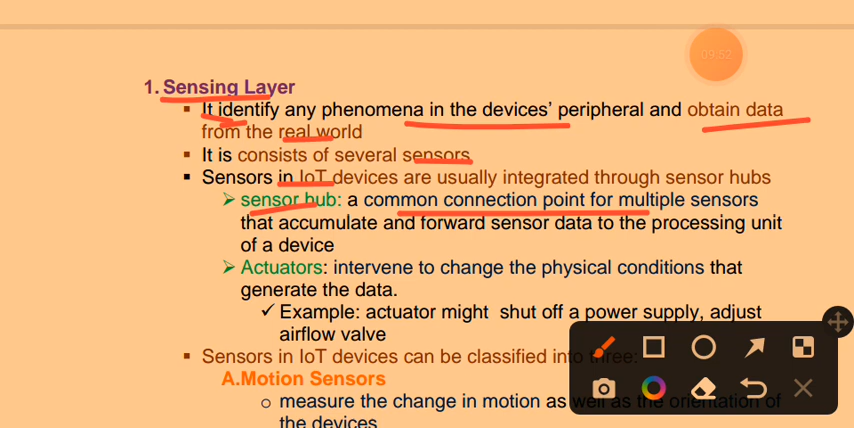 09:52
1. Sensing Layer
▪ It identify any phenomena in the devices’ peripheral and obtain data
from the real world
▪ It is consists of several sensors
▪ Sensors in IoT devices are usually integrated through sensor hubs
➢ sensor hub: a common connection point for multiple sensors
that accumulate and forward sensor data to the processing unit
of a device
➢ Actuators: intervene to change the physical conditions that
generate the data.
✓ Example: actuator might shut off a power supply, adjust
airflow valve
▪ Sensors in IoT devices can be classified into three:
A.Motion Sensors
o measure the change in motion as well as the orientation of
the devices